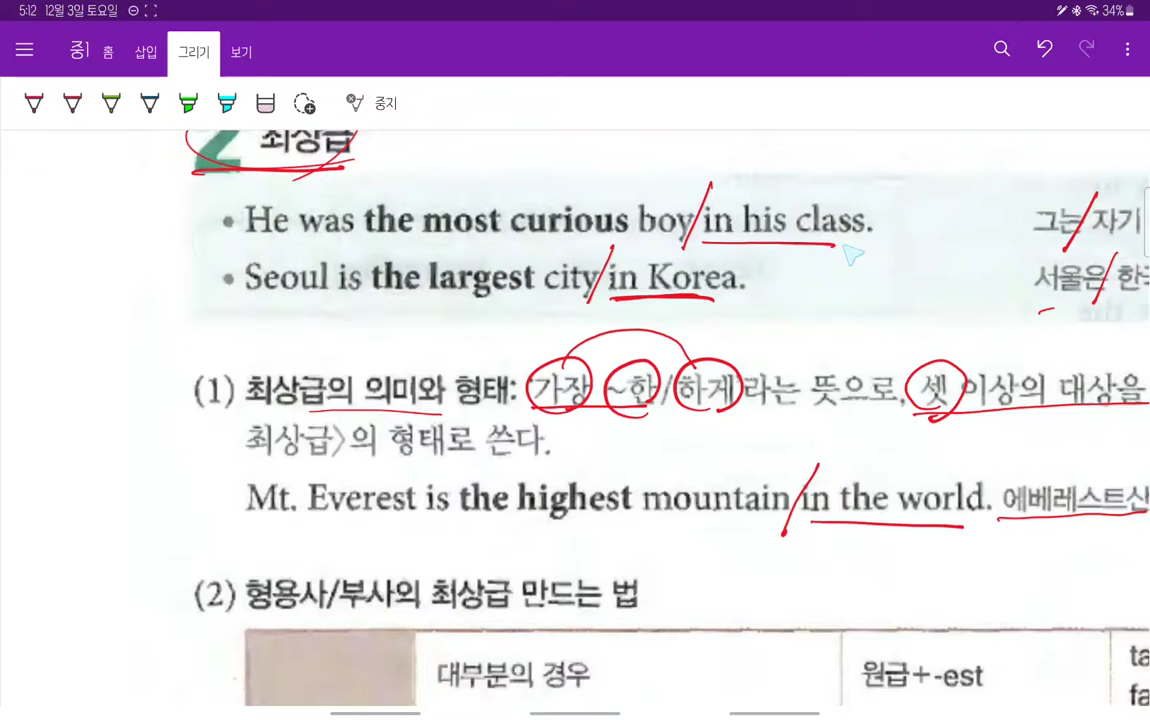 5:12 12월 3일 토요일 34%
중1 홈 삽입 그리기 보기
중지
2 최상급
• He was the most curious boy in his class. 그는 자기
• Seoul is the largest city in Korea. 서울은 한국
(1) 최상급의 의미와 형태: '가장 ~한/하게'라는 뜻으로, 셋 이상의 대상을
최상급〉의 형태로 쓴다.
Mt. Everest is the highest mountain in the world. 에베레스트산
(2) 형용사/부사의 최상급 만드는 법
대부분의 경우 원급+-est ta
fa